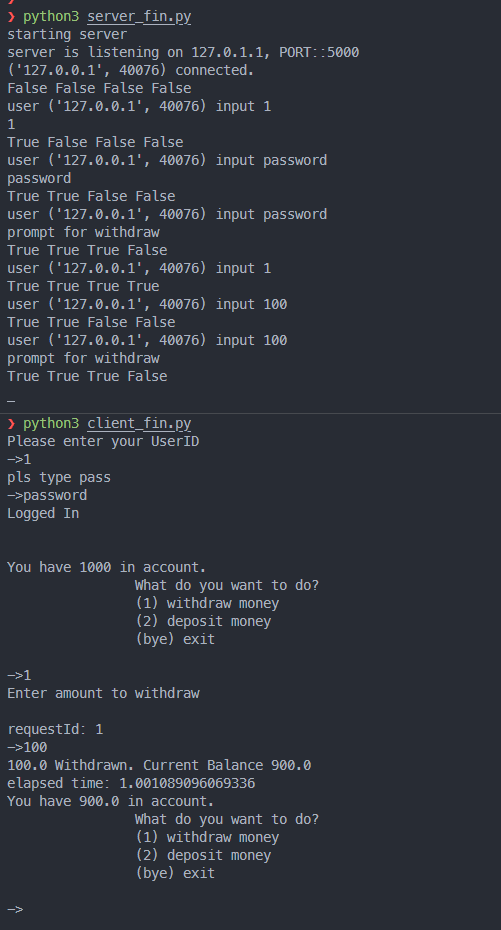 ❯ python3 server_fin.py
starting server
server is listening on 127.0.1.1, PORT::5000
('127.0.0.1', 40076) connected.
False False False False
user ('127.0.0.1', 40076) input 1
1
True False False False
user ('127.0.0.1', 40076) input password
password
True True False False
user ('127.0.0.1', 40076) input password
prompt for withdraw
True True True False
user ('127.0.0.1', 40076) input 1
True True True True
user ('127.0.0.1', 40076) input 100
True True False False
user ('127.0.0.1', 40076) input 100
prompt for withdraw
True True True False
_
❯ python3 client_fin.py
Please enter your UserID
->1
pls type pass
->password
Logged In
You have 1000 in account.
What do you want to do?
(1) withdraw money
(2) deposit money
(bye) exit
->1
Enter amount to withdraw
requestId: 1
->100
100.0 Withdrawn. Current Balance 900.0
elapsed time: 1.001089096069336
You have 900.0 in account.
What do you want to do?
(1) withdraw money
(2) deposit money
(bye) exit
->